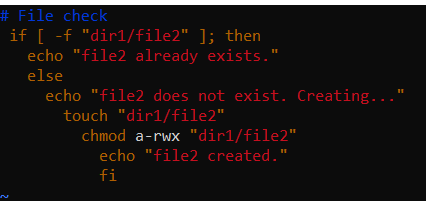 # File check
if [ -f "dir1/file2" ]; then
echo "file2 already exists."
else
echo "file2 does not exist. Creating..."
touch "dir1/file2"
chmod a-rwx "dir1/file2"
echo "file2 created."
fi
~